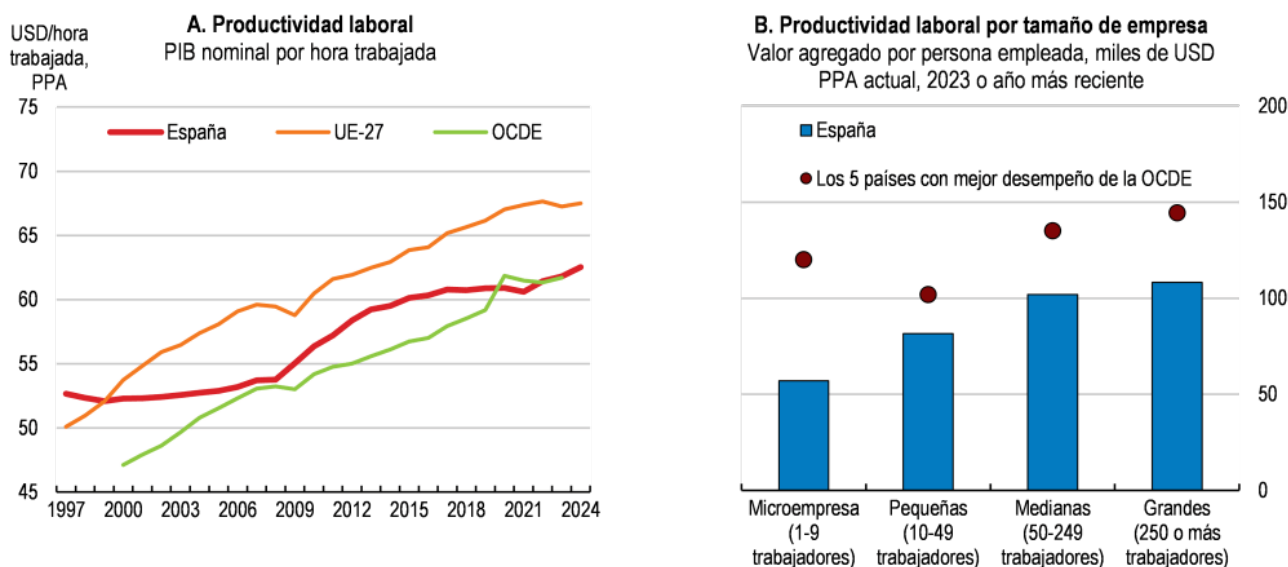 A. Productividad laboral
PIB nominal por hora trabajada
USD/hora
trabajada,
PPA
75
70
65
60
55
50
45
España
UE-27
OCDE
1997 2000 2003 2006 2009 2012 2015 2018 2021 2024
B. Productividad laboral por tamaño de empresa
Valor agregado por persona empleada, miles de USD
PPA actual, 2023 o año más reciente
España
Los 5 países con mejor desempeño de la OCDE
200
150
100
50
0
Microempresa
(1-9
trabajadores)
Pequeñas
(10-49
trabajadores)
Medianas
(50-249
trabajadores)
Grandes
(250 o más
trabajadores)